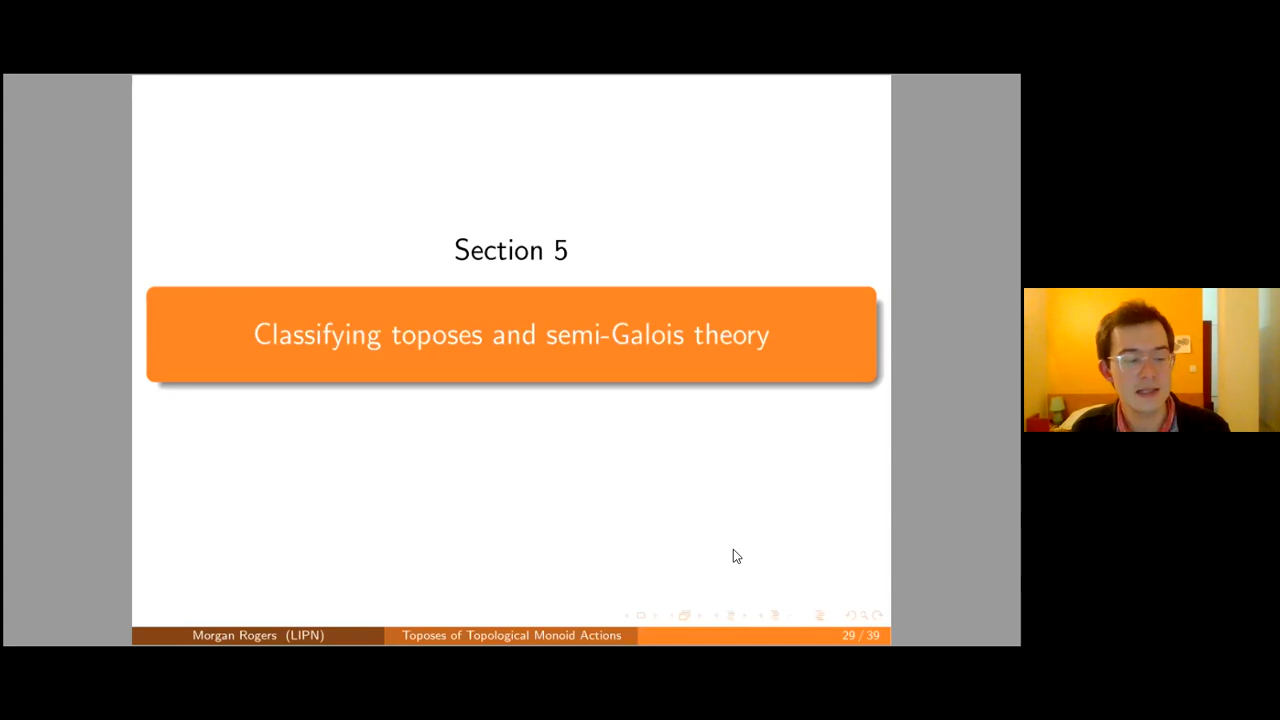 Section 5
Classifying toposes and semi-Galois theory
Morgan Rogers (LIPN) Toposes of Topological Monoid Actions 29 / 39